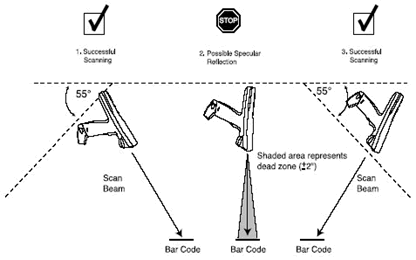 STOP
1. Successful
Scanning
2. Possible Specular
Reflection
3. Successful
Scanning
55°
55°
Shaded area represents
dead zone (±2°)
Scan
Beam
Scan
Beam
Bar Code
Bar Code
Bar Code